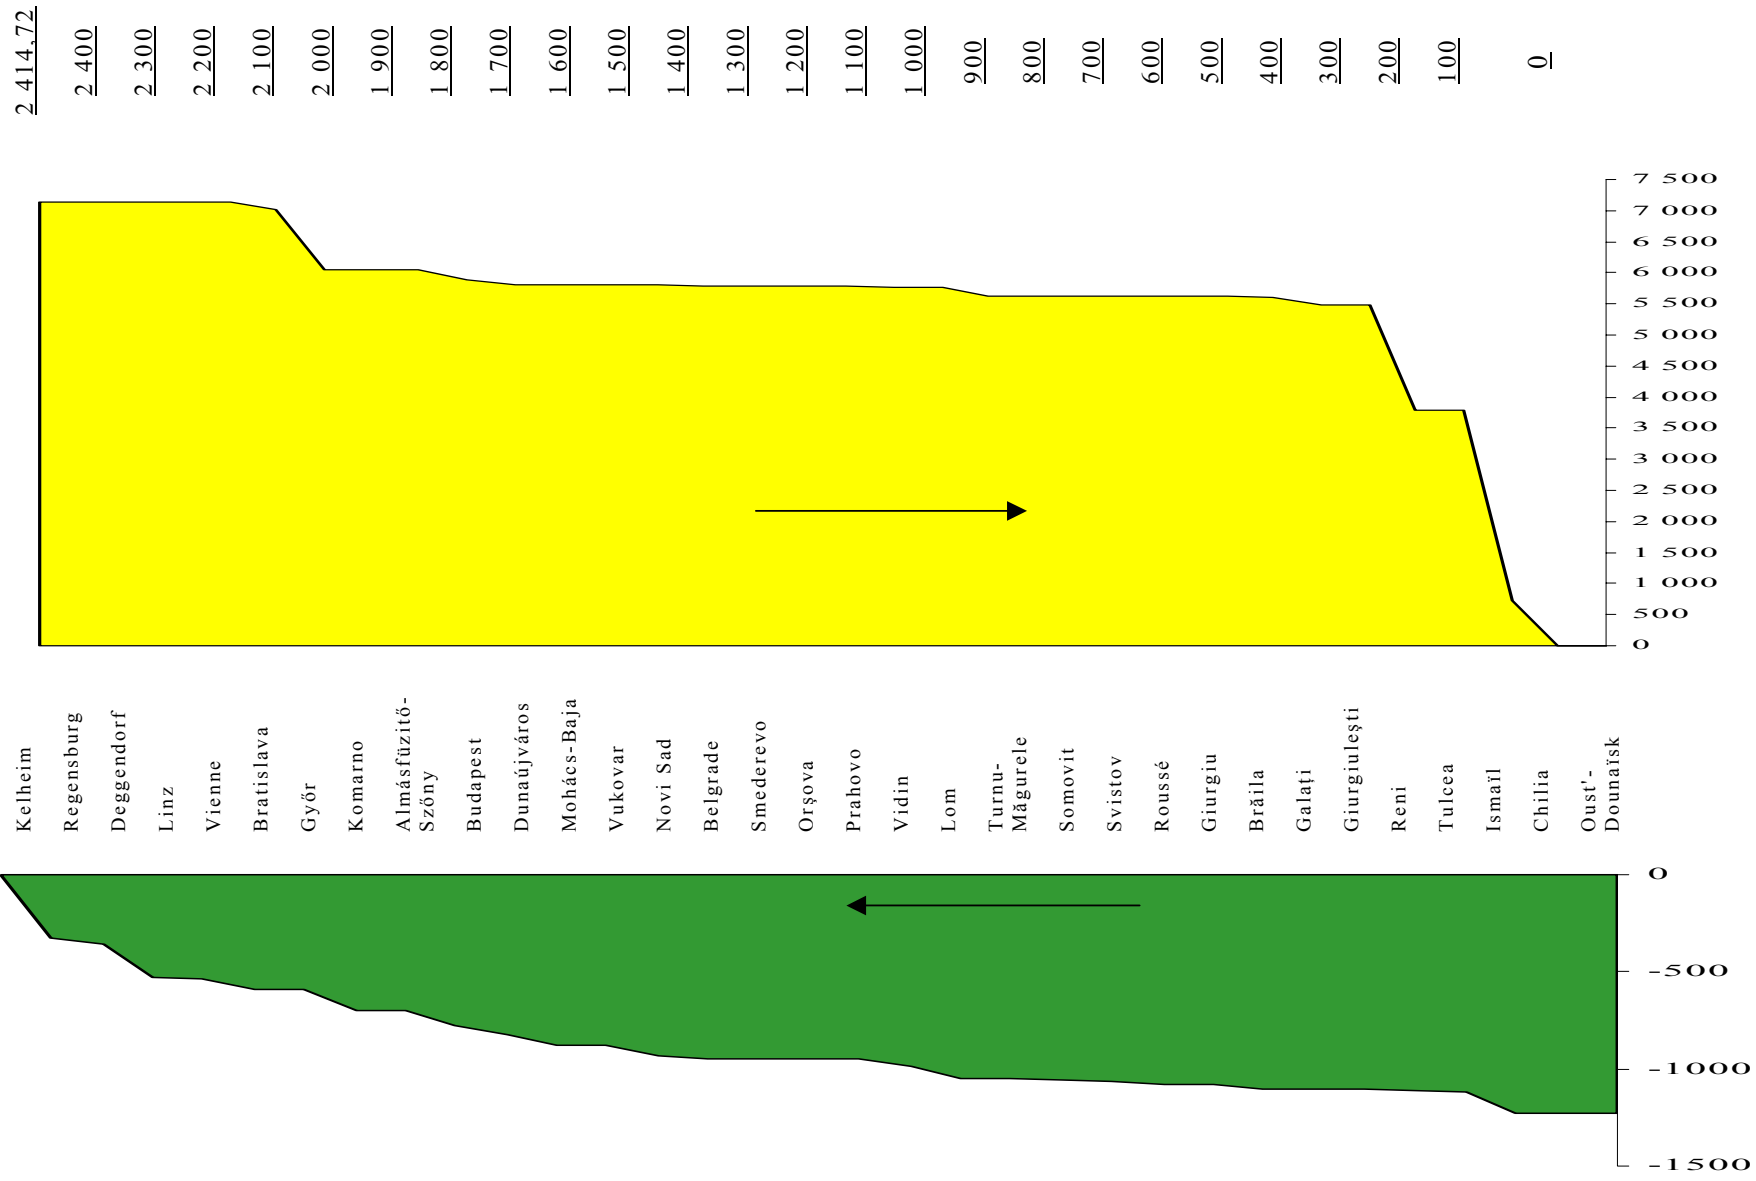 2 414,72
2 400
2 300
2 200
2 100
2 000
1 900
1 800
1 700
1 600
1 500
1 400
1 300
1 200
1 100
1 000
900
800
700
600
500
400
300
200
100
0
7 500
7 000
6 500
6 000
5 500
5 000
4 500
4 000
3 500
3 000
2 500
2 000
1 500
1 000
500
0
Kelheim
Regensburg
Deggendorf
Linz
Vienne
Bratislava
Győr
Komarno
Almásfüzitő-
Szőny
Budapest
Dunaújváros
Mohács-Baja
Vukovar
Novi Sad
Belgrade
Smederevo
Orşova
Prahovo
Vidin
Lom
Turnu-
Măgurele
Somovit
Svistov
Roussé
Giurgiu
Brăila
Galaţi
Giurgiuleşti
Reni
Tulcea
Ismaïl
Chilia
Oust'-
Dounaïsk
0
-500
-1000
-1500